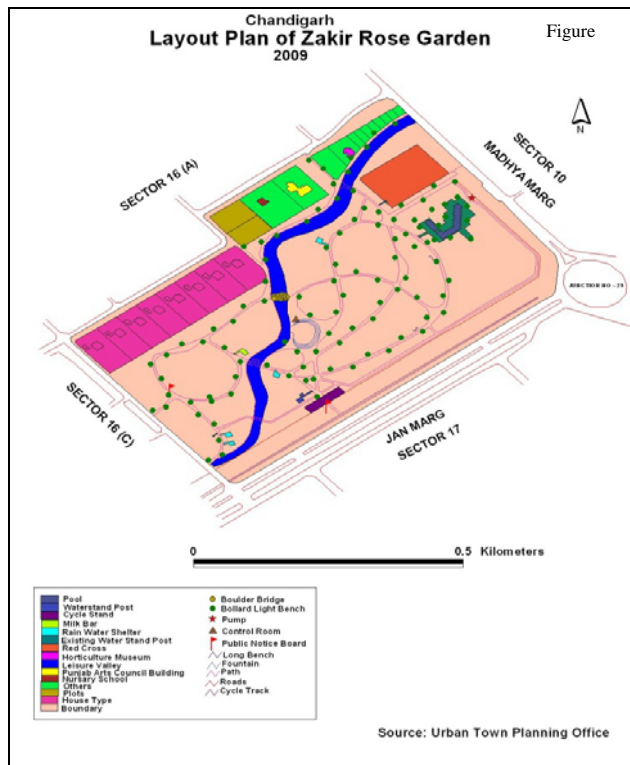 Chandigarh
Layout Plan of Zakir Rose Garden
2009
Figure
N
SECTOR 16 (A)
SECTOR 10
MADHYA MARG
JUNCTION NO - 23
SECTOR 16 (C)
JAN MARG
SECTOR 17
0 0.5 Kilometers
Pool
Waterstand Post
Cycle Stand
Milk Bar
Rain Water Shelter
Existing Water Stand Post
Red Cross
Horticulture Museum
Leisure Valley
Punjab Arts Council Building
Nursary School
Others
Plots
House Type
Boundary
Boulder Bridge
Bollard Light Bench
Pump
Control Room
Public Notice Board
Long Bench
Fountain
Path
Roads
Cycle Track
Source: Urban Town Planning Office